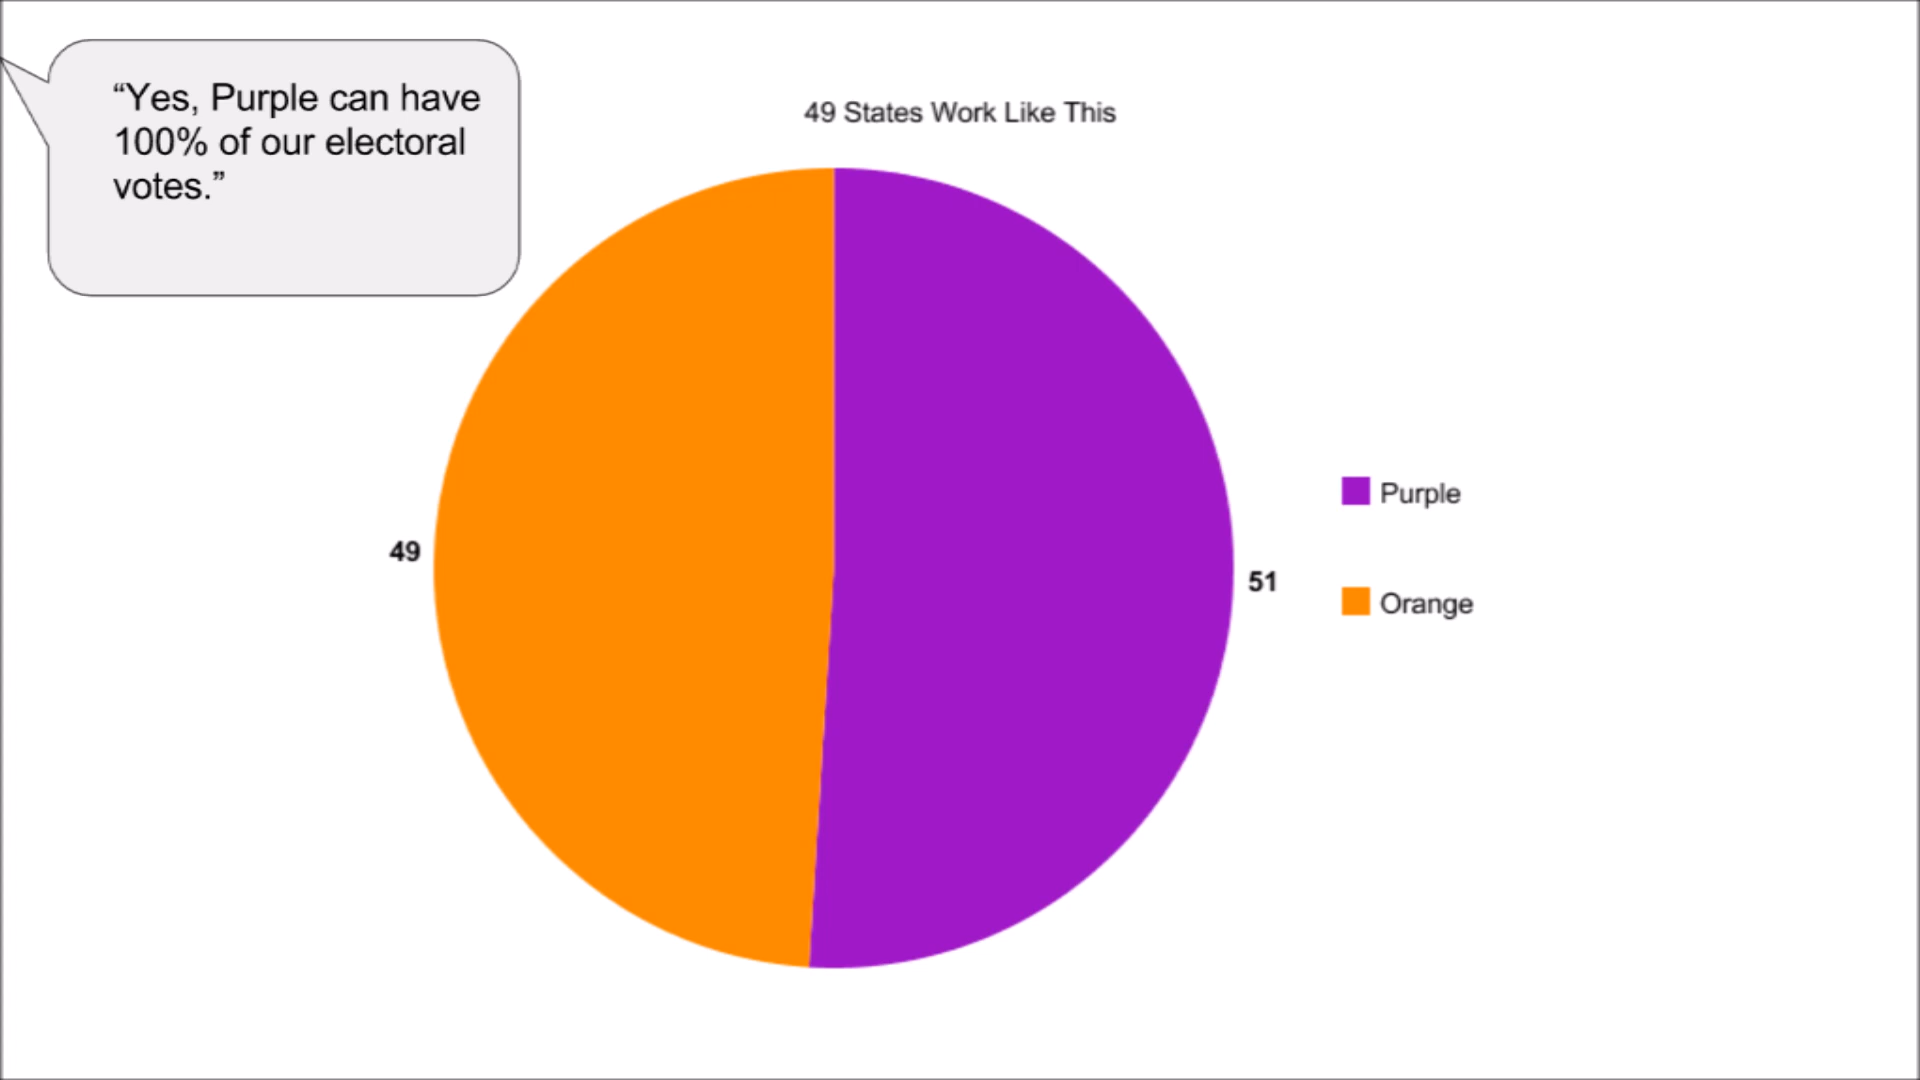 “Yes, Purple can have
100% of our electoral
votes.”
49 States Work Like This
49
51
Purple
Orange